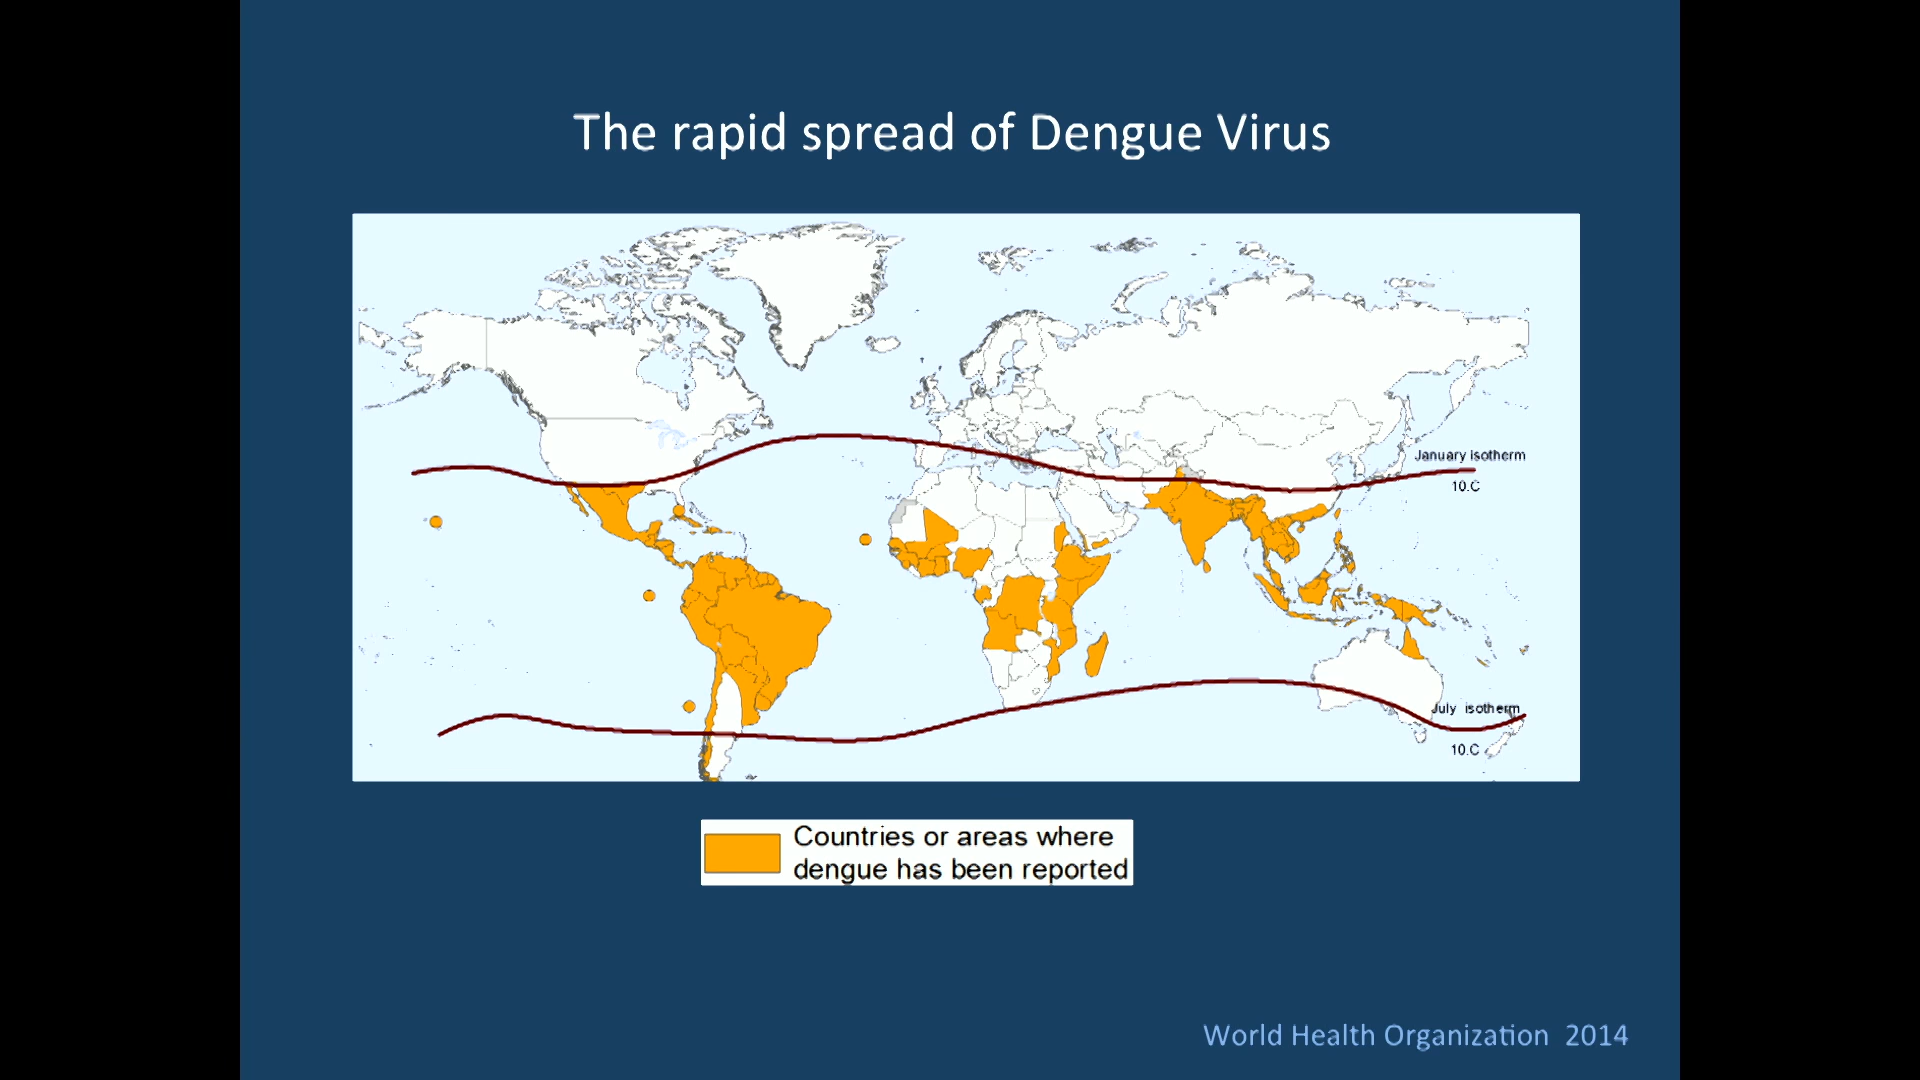 The rapid spread of Dengue Virus
January isotherm
10.C
July isotherm
10.C
Countries or areas where
dengue has been reported
World Health Organization 2014